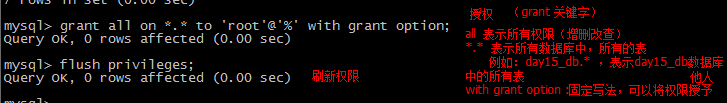 7 rows in set (0.00 sec)
mysql> grant all on *.* to 'root'@'%' with grant option;
Query OK, 0 rows affected (0.00 sec)
mysql> flush privileges;
Query OK, 0 rows affected (0.00 sec)
mysql>
刷新权限
授权 （grant 关键字）
all 表示所有权限（增删改查）
*.* 表示所有数据库中，所有的表
例如：day15_db.* ，表示day15_db数据库
中的所有表
他人
with grant option :固定写法，可以将权限授予